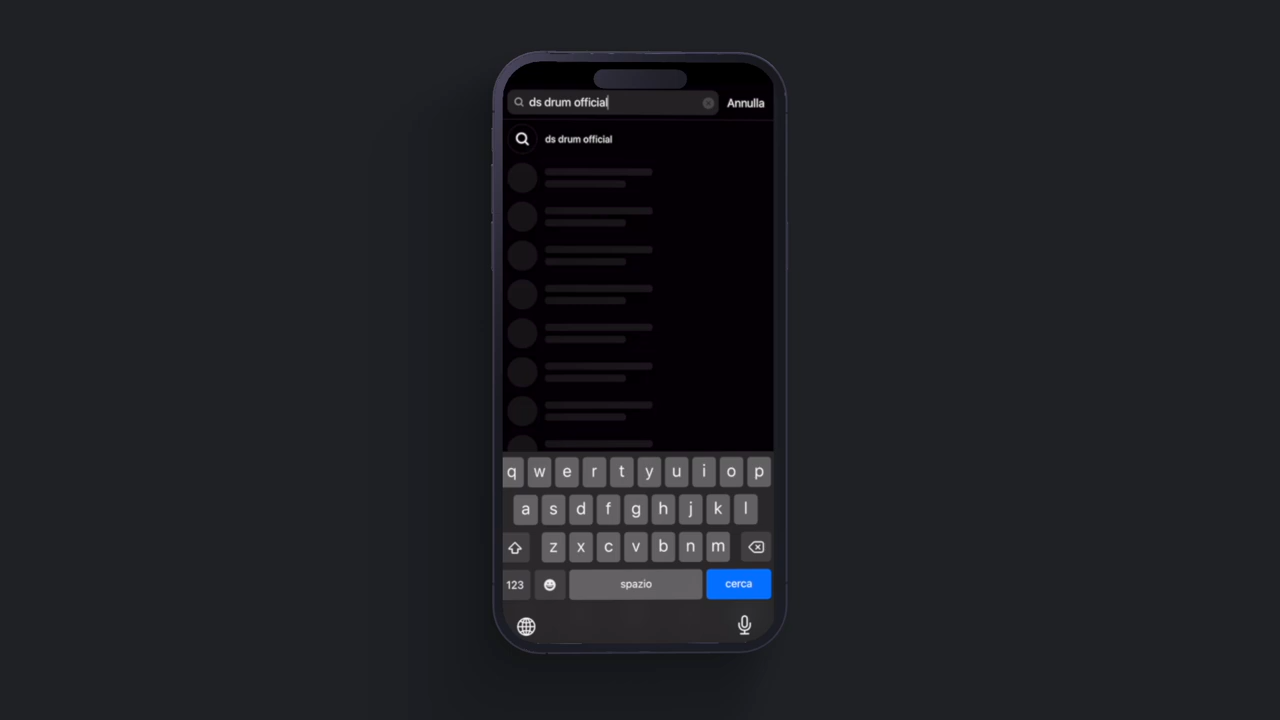 ds drum official Annulla
ds drum official
q w e r t y u i o p
a s d f g h j k l
z x c v b n m
123 spazio cerca